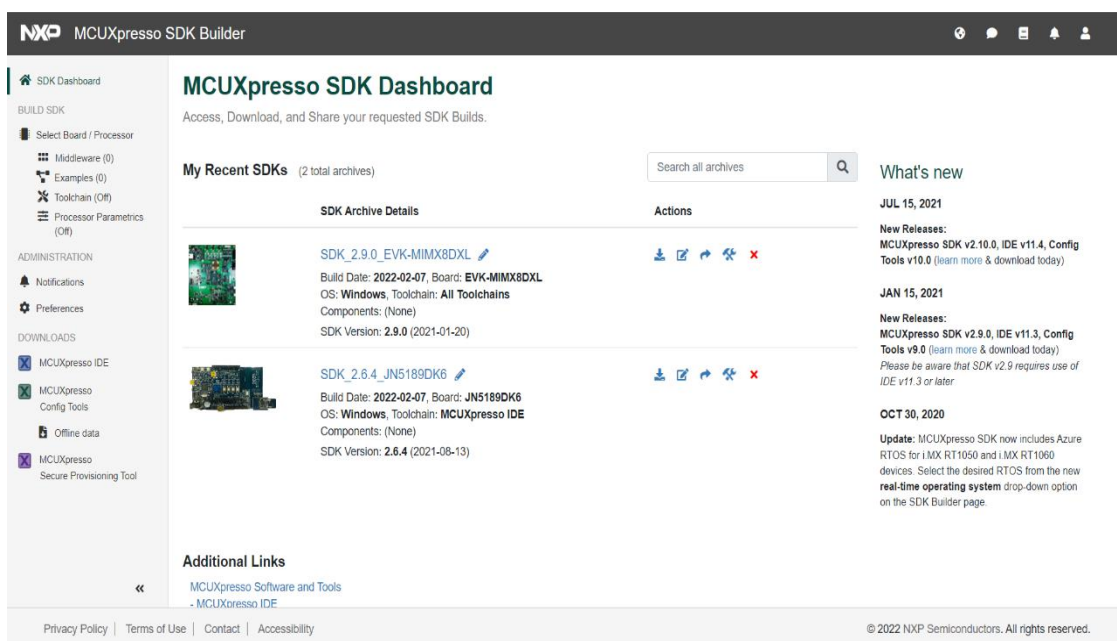 NXP MCUXpresso SDK Builder
SDK Dashboard
BUILD SDK
Select Board / Processor
Middleware (0)
Examples (0)
Toolchain (Off)
Processor Parametrics
(Off)
ADMINISTRATION
Notifications
Preferences
DOWNLOADS
MCUXpresso IDE
MCUXpresso
Config Tools
Offline data
MCUXpresso
Secure Provisioning Tool
MCUXpresso SDK Dashboard
Access, Download, and Share your requested SDK Builds.
My Recent SDKs (2 total archives)
Search all archives
SDK Archive Details
Actions
SDK_2.9.0_EVK-MIMX8DXL
Build Date: 2022-02-07, Board: EVK-MIMX8DXL
OS: Windows, Toolchain: All Toolchains
Components: (None)
SDK Version: 2.9.0 (2021-01-20)
SDK_2.6.4_JN5189DK6
Build Date: 2022-02-07, Board: JN5189DK6
OS: Windows, Toolchain: MCUXpresso IDE
Components: (None)
SDK Version: 2.6.4 (2021-08-13)
Additional Links
MCUXpresso Software and Tools
- MCUXpresso IDE
What's new
JUL 15, 2021
New Releases:
MCUXpresso SDK v2.10.0, IDE v11.4, Config
Tools v10.0 (learn more & download today)
JAN 15, 2021
New Releases:
MCUXpresso SDK v2.9.0, IDE v11.3, Config
Tools v9.0 (learn more & download today)
Please be aware that SDK v2.9 requires use of
IDE v11.3 or later
OCT 30, 2020
Update: MCUXpresso SDK now includes Azure
RTOS for i.MX RT1050 and i.MX RT1060
devices. Select the desired RTOS from the new
real-time operating system drop-down option
on the SDK Builder page.
Privacy Policy | Terms of Use | Contact | Accessibility
© 2022 NXP Semiconductors. All rights reserved.